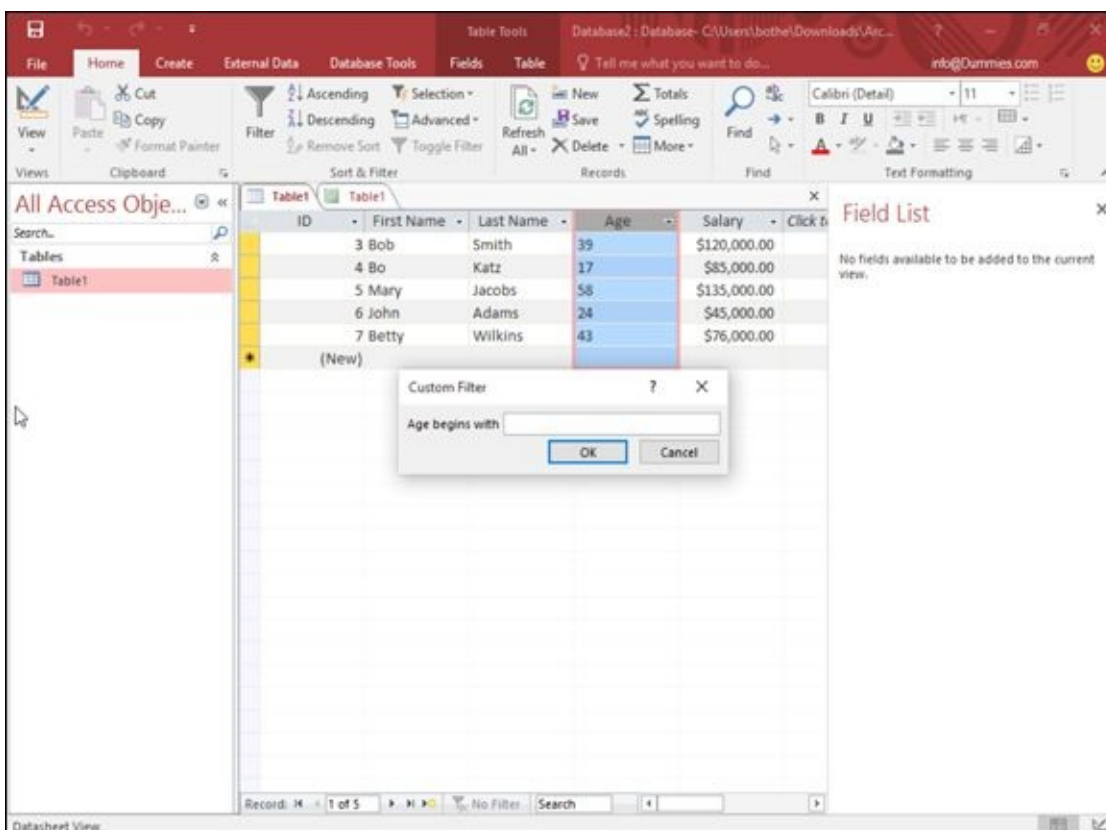 Table Tools
Database2 : Database- C:\Users\bothe\Downloads\Arc...
?
File Home Create External Data Database Tools Fields Table Tell me what you want to do... info@Dummies.com
View
Paste
Cut
Copy
Format Painter
Filter
Ascending
Descending
Remove Sort
Selection
Advanced
Toggle Filter
Refresh All
New
Save
Delete
Totals
Spelling
More
Find
Calibri (Detail) 11
B I U
A
Views Clipboard Sort & Filter Records Find Text Formatting
All Access Obje...
Search...
Tables
Table1
Table1 Table1
ID First Name Last Name Age Salary Click to
3 Bob Smith 39 $120,000.00
4 Bo Katz 17 $85,000.00
5 Mary Jacobs 58 $135,000.00
6 John Adams 24 $45,000.00
7 Betty Wilkins 43 $76,000.00
(New)
Custom Filter ?
Age begins with
OK Cancel
Field List
No fields available to be added to the current
view.
Record: 1 of 5 No Filter Search
Datasheet View